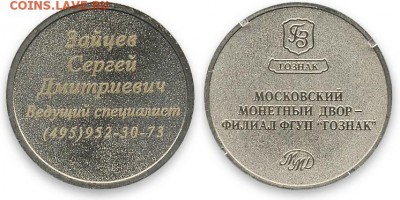 COINS.LAVE.RU
Зайцев
Сергей
Дмитриевич
Ведущий специалист
(495)952-30-73
ГОЗНАК
МОСКОВСКИЙ
МОНЕТНЫЙ ДВОР –
ФИЛИАЛ ФГУП "ГОЗНАК"
ММД